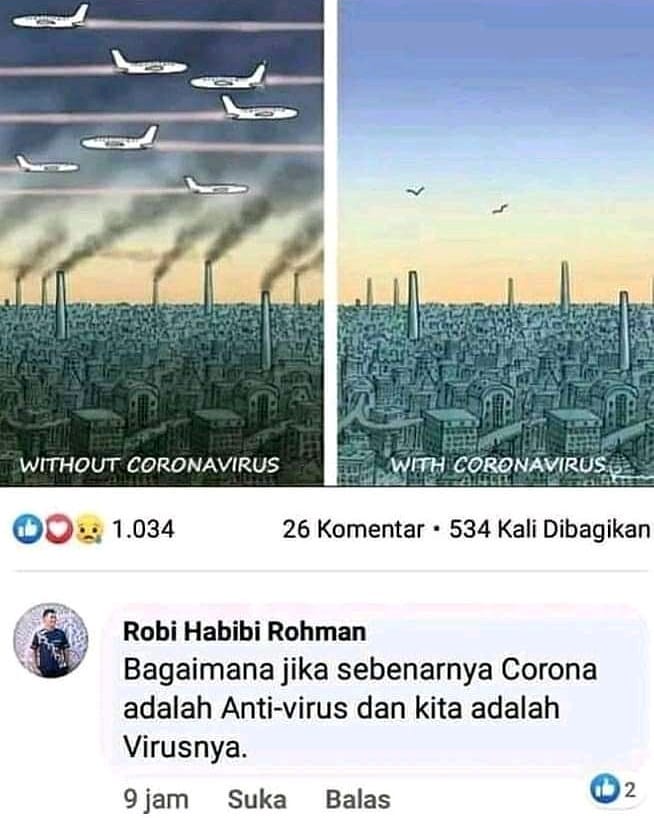 WITHOUT CORONAVIRUS
WITH CORONAVIRUS
1.034
26 Komentar • 534 Kali Dibagikan
Robi Habibi Rohman
Bagaimana jika sebenarnya Corona
adalah Anti-virus dan kita adalah
Virusnya.
9 jam Suka Balas 2